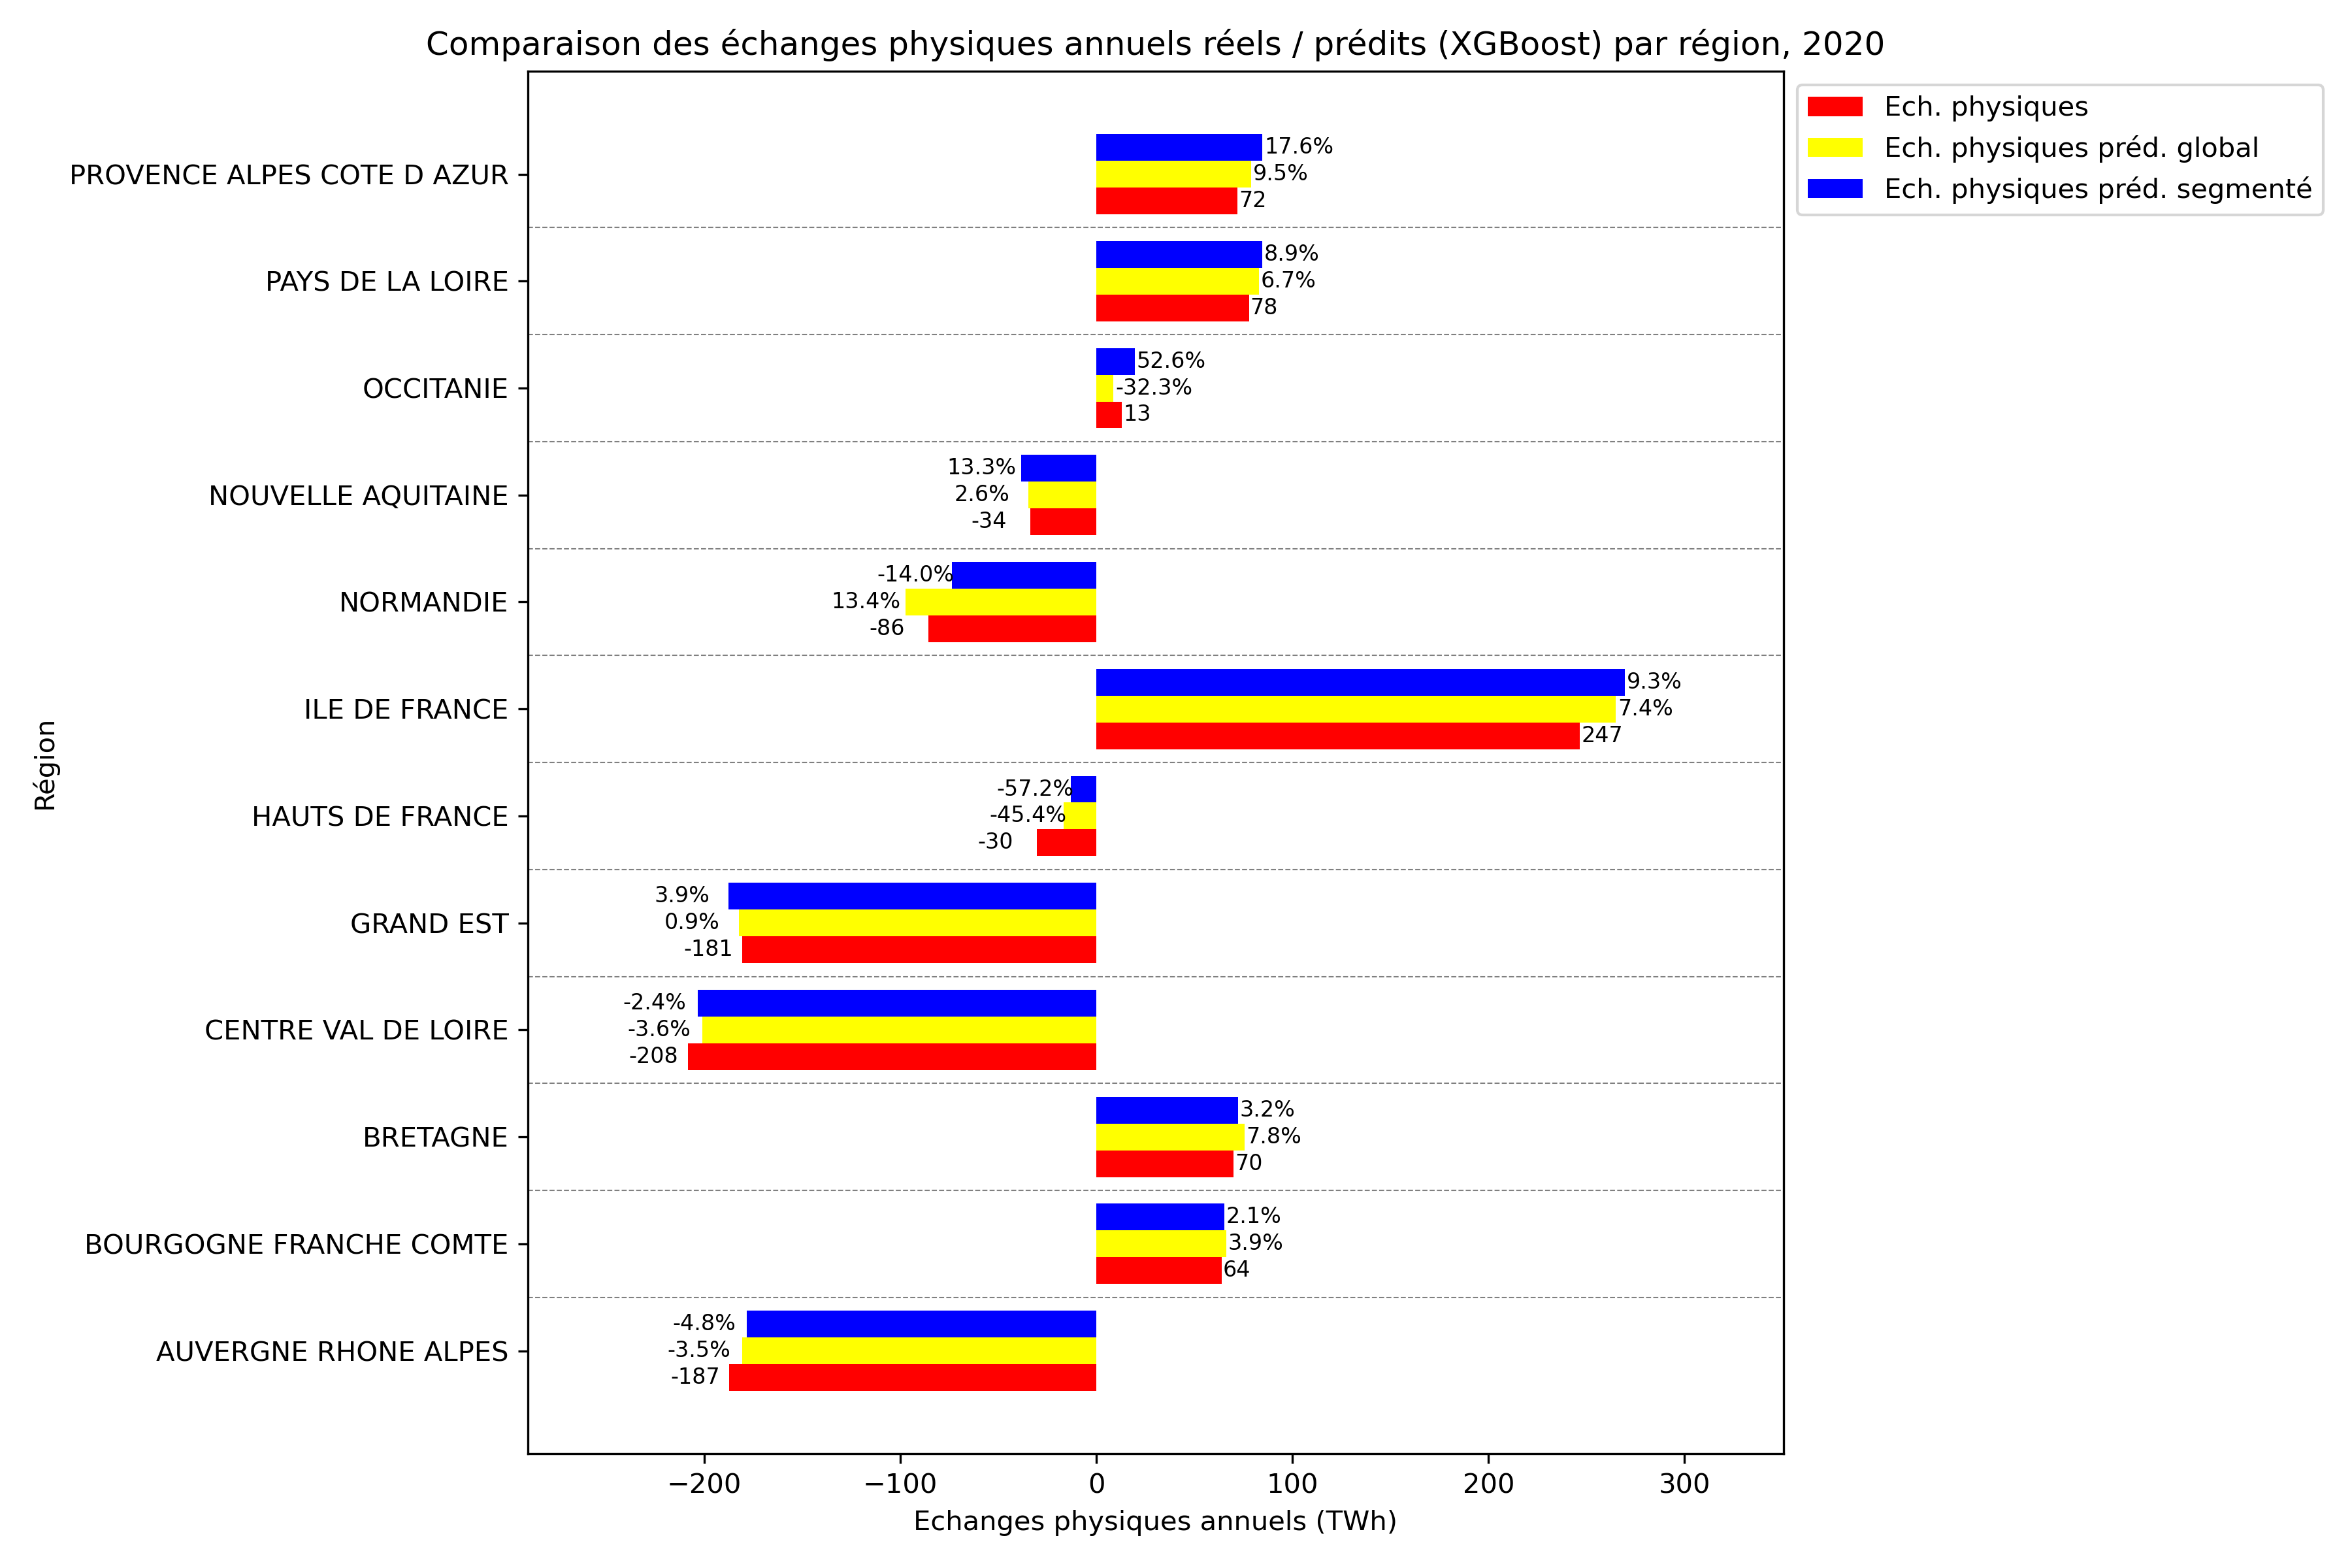 Comparaison des échanges physiques annuels réels / prédits (XGBoost) par région, 2020
Ech. physiques
Ech. physiques préd. global
Ech. physiques préd. segmenté
Région
PROVENCE ALPES COTE D AZUR
17.6%
9.5%
72
PAYS DE LA LOIRE
8.9%
6.7%
78
OCCITANIE
52.6%
-32.3%
13
NOUVELLE AQUITAINE
13.3%
2.6%
-34
NORMANDIE
-14.0%
13.4%
-86
ILE DE FRANCE
9.3%
7.4%
247
HAUTS DE FRANCE
-57.2%
-45.4%
-30
GRAND EST
3.9%
0.9%
-181
CENTRE VAL DE LOIRE
-2.4%
-3.6%
-208
BRETAGNE
3.2%
7.8%
70
BOURGOGNE FRANCHE COMTE
2.1%
3.9%
64
AUVERGNE RHONE ALPES
-4.8%
-3.5%
-187
−200 −100 0 100 200 300
Echanges physiques annuels (TWh)